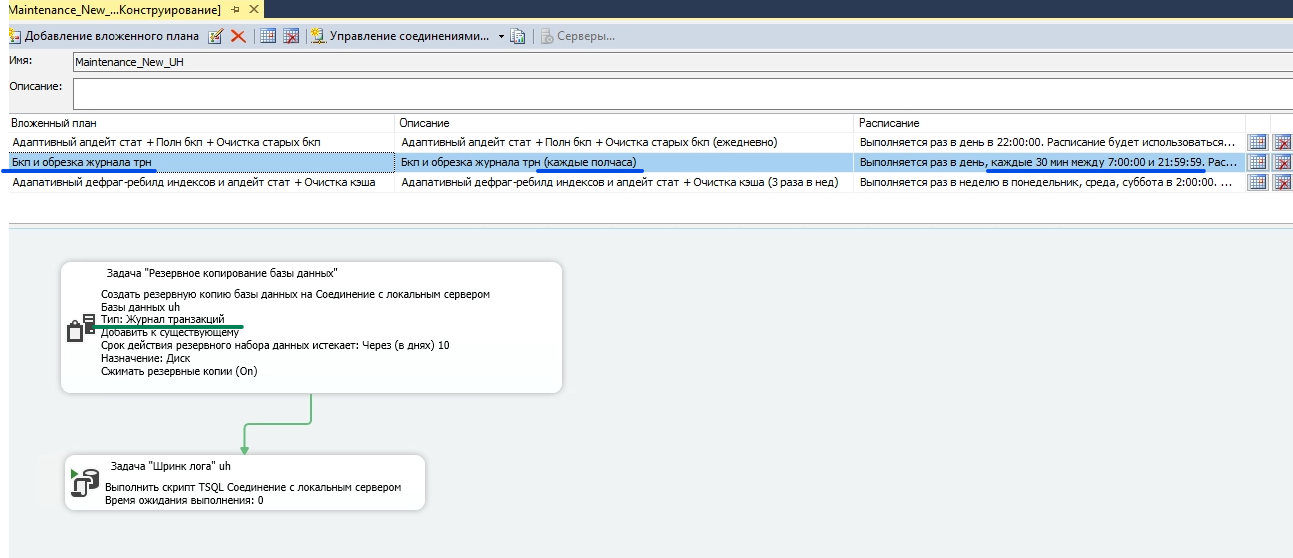 Maintenance_New_...Конструирование]
Добавление вложенного плана Управление соединениями... Серверы...
Имя: Maintenance_New_UH
Описание:
Вложенный план Описание Расписание
Адаптивный апдейт стат + Полн бкп + Очистка старых бкп Адаптивный апдейт стат + Полн бкп + Очистка старых бкп (ежедневно) Выполняется раз в день в 22:00:00. Расписание будет использоваться...
Бкп и обрезка журнала трн Бкп и обрезка журнала трн (каждые полчаса) Выполняется раз в день, каждые 30 мин между 7:00:00 и 21:59:59. Рас...
Адапативный дефраг-ребилд индексов и апдейт стат + Очистка кэша Адапативный дефраг-ребилд индексов и апдейт стат + Очистка кэша (3 раза в нед) Выполняется раз в неделю в понедельник, среда, суббота в 2:00:00. ...
Задача "Резервное копирование базы данных"
Создать резервную копию базы данных на Соединение с локальным сервером
Базы данных uh
Тип: Журнал транзакций
Добавить к существующему
Срок действия резервного набора данных истекает: Через (в днях) 10
Назначение: Диск
Сжимать резервные копии (On)
Задача "Шринк лога" uh
Выполнить скрипт TSQL Соединение с локальным сервером
Время ожидания выполнения: 0